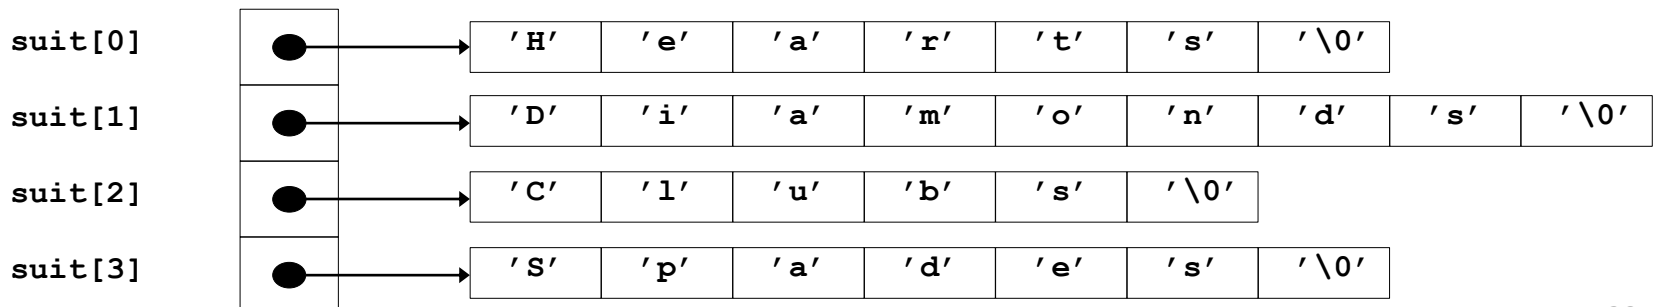 suit[0] 'H' 'e' 'a' 'r' 't' 's' '\0'
suit[1] 'D' 'i' 'a' 'm' 'o' 'n' 'd' 's' '\0'
suit[2] 'C' 'l' 'u' 'b' 's' '\0'
suit[3] 'S' 'p' 'a' 'd' 'e' 's' '\0'